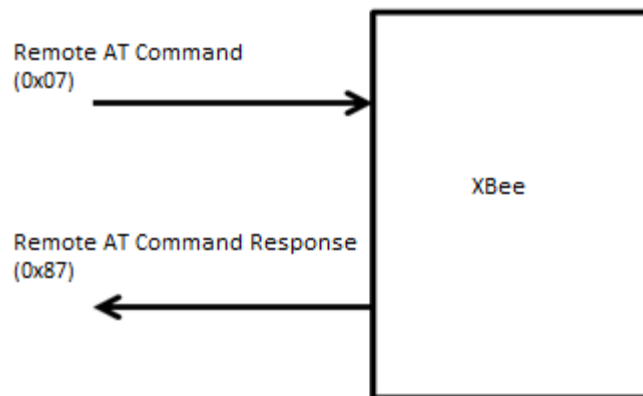 Remote AT Command
(0x07)
XBee
Remote AT Command Response
(0x87)